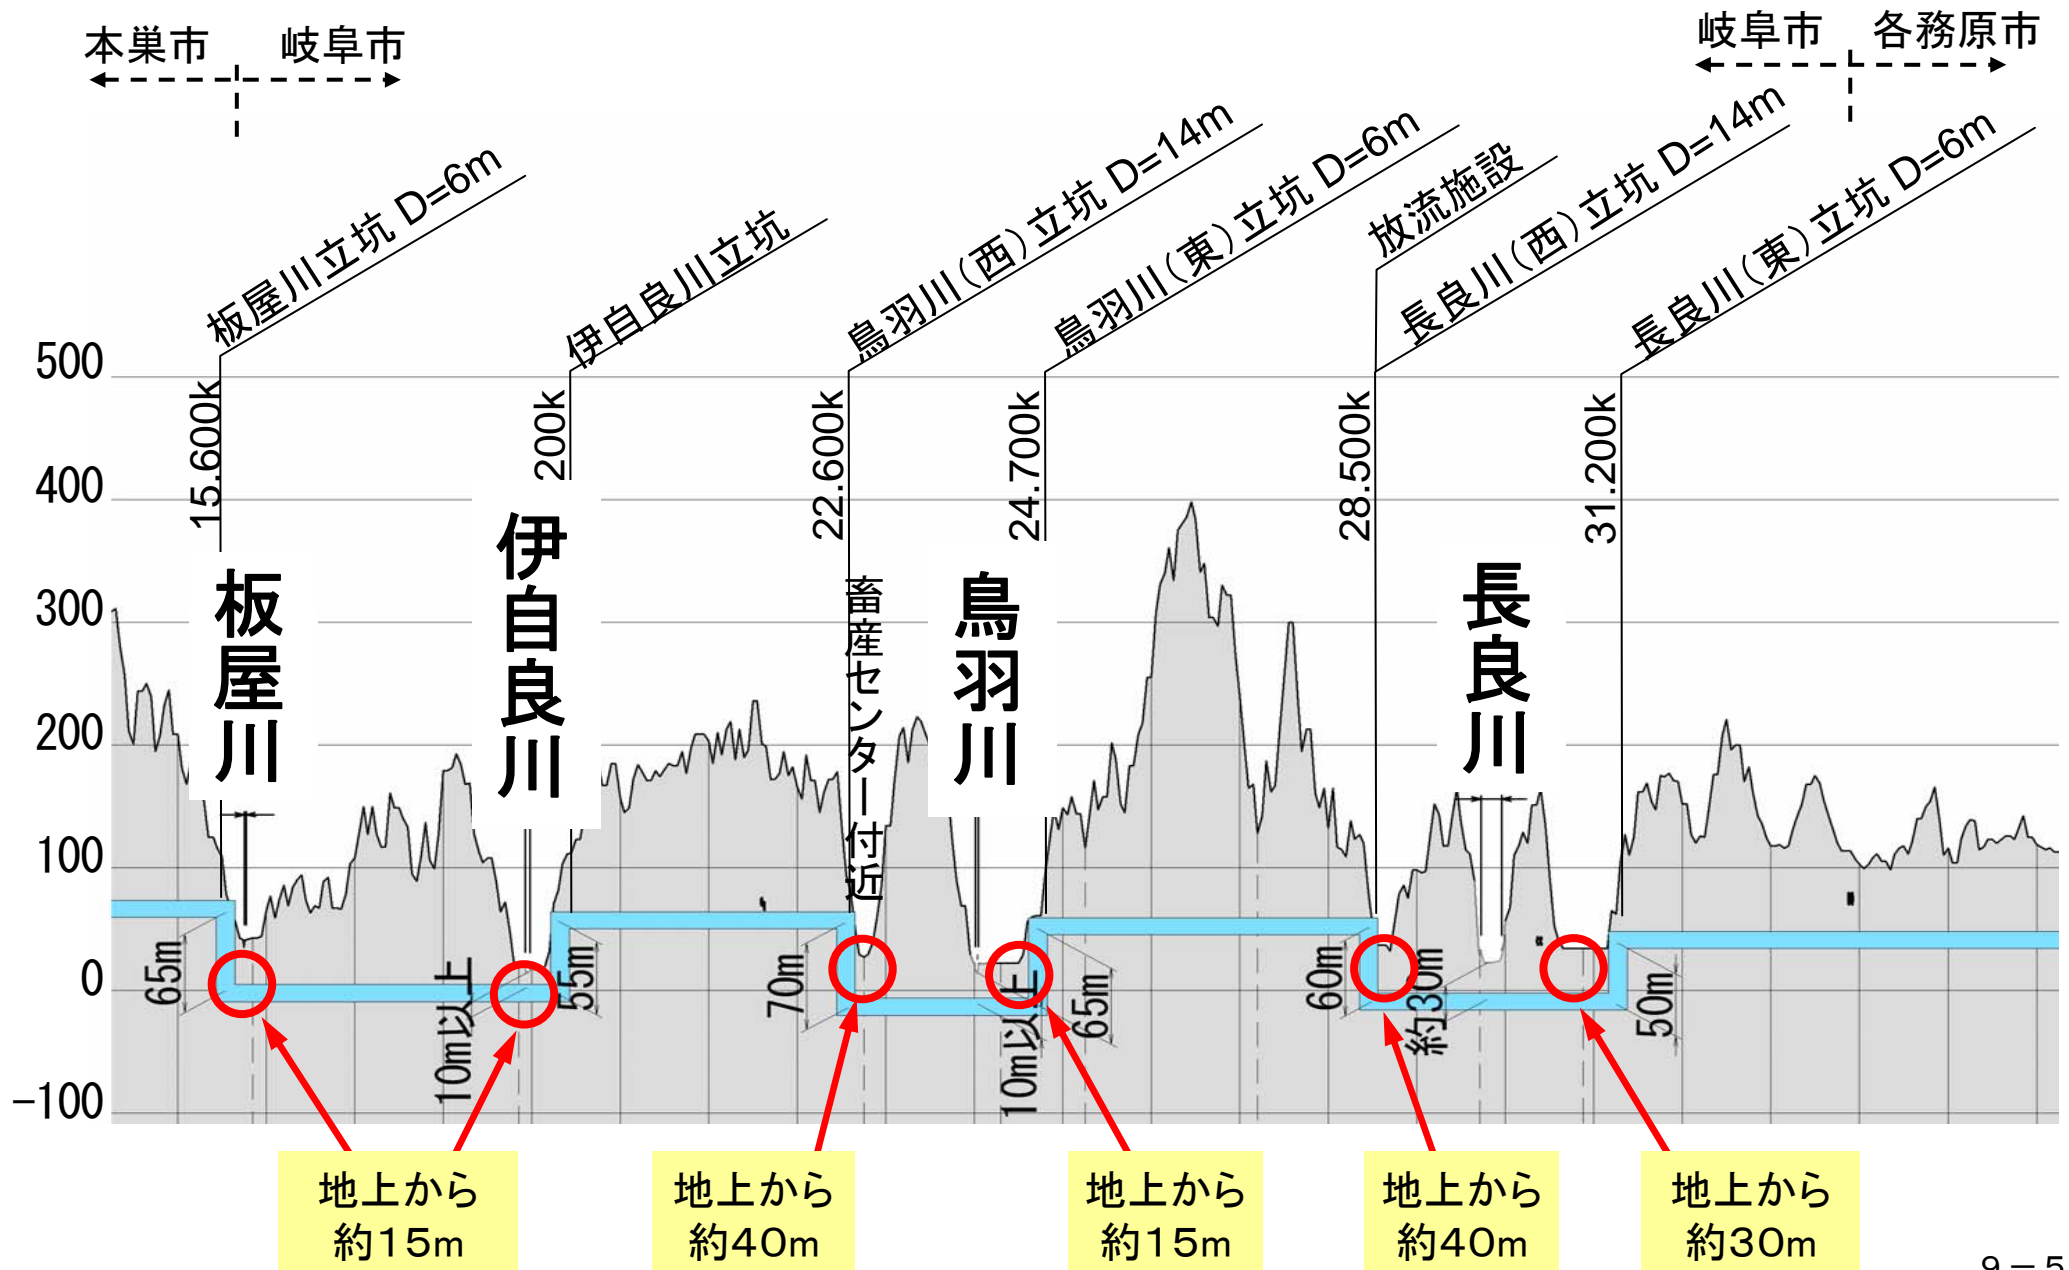 本巣市
岐阜市
岐阜市
各務原市
板屋川立坑 D=6m
伊自良川立坑
鳥羽川(西)立坑 D=14m
鳥羽川(東)立坑 D=6m
放流施設
長良川(西)立坑 D=14m
長良川(東)立坑 D=6m
500
400
300
200
100
0
-100
15.600k
200k
22.600k
24.700k
28.500k
31.200k
板屋川
伊自良川
畜産センター付近
鳥羽川
長良川
65m
10m以上
55m
70m
10m以上
65m
60m
約30m
50m
地上から
約15m
地上から
約40m
地上から
約15m
地上から
約40m
地上から
約30m
9-5